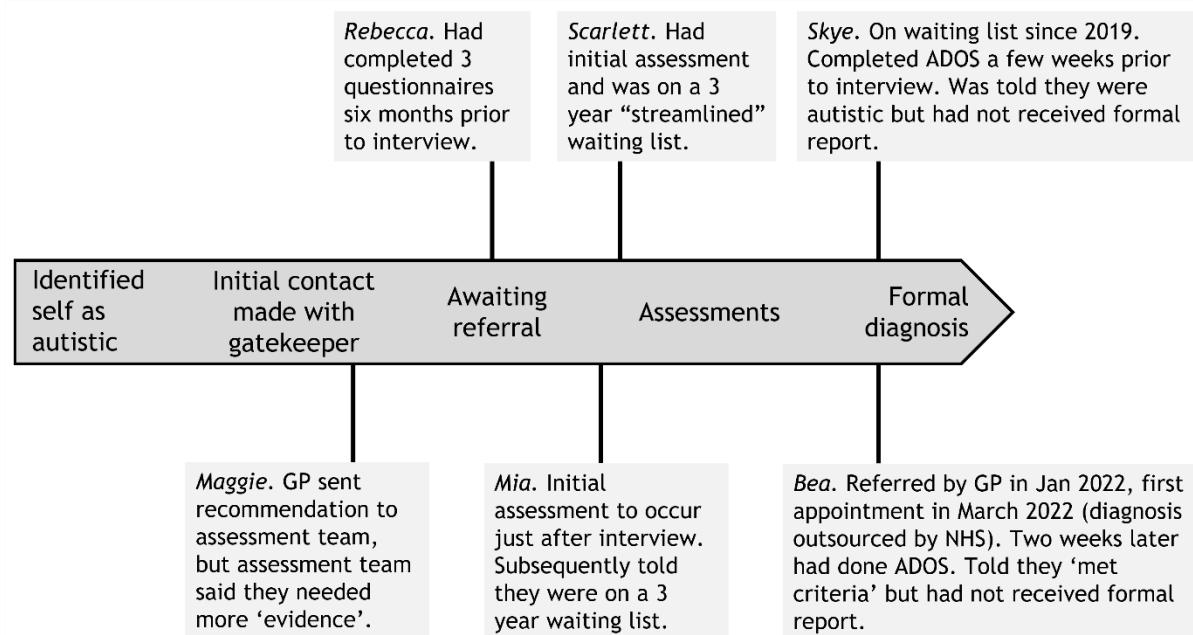 Rebecca. Had
completed 3
questionnaires
six months prior
to interview.
Scarlett. Had
initial assessment
and was on a 3
year “streamlined”
waiting list.
Skye. On waiting list since 2019.
Completed ADOS a few weeks prior
to interview. Was told they were
autistic but had not received formal
report.
Identified
self as
autistic
Initial contact
made with
gatekeeper
Awaiting
referral
Assessments
Formal
diagnosis
Maggie. GP sent
recommendation to
assessment team,
but assessment team
said they needed
more ‘evidence’.
Mia. Initial
assessment to occur
just after interview.
Subsequently told
they were on a 3
year waiting list.
Bea. Referred by GP in Jan 2022, first
appointment in March 2022 (diagnosis
outsourced by NHS). Two weeks later
had done ADOS. Told they ‘met
criteria’ but had not received formal
report.